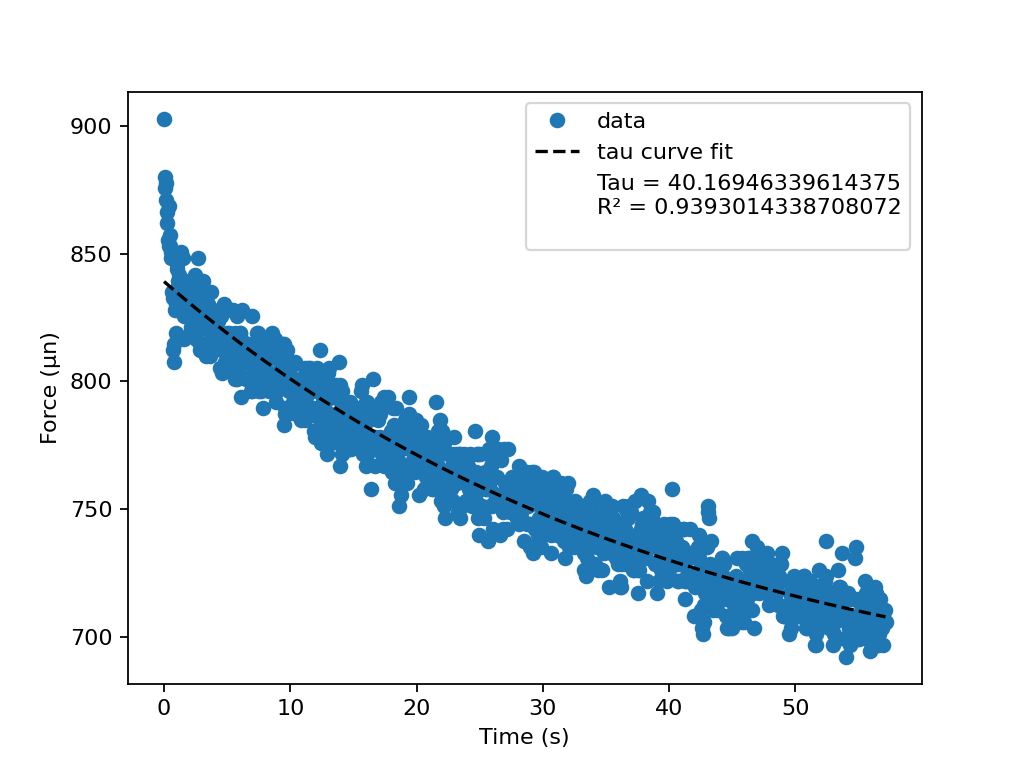 data
tau curve fit
Tau = 40.16946339614375
R² = 0.9393014338708072
900
850
800
750
700
Force (µn)
0 10 20 30 40 50
Time (s)